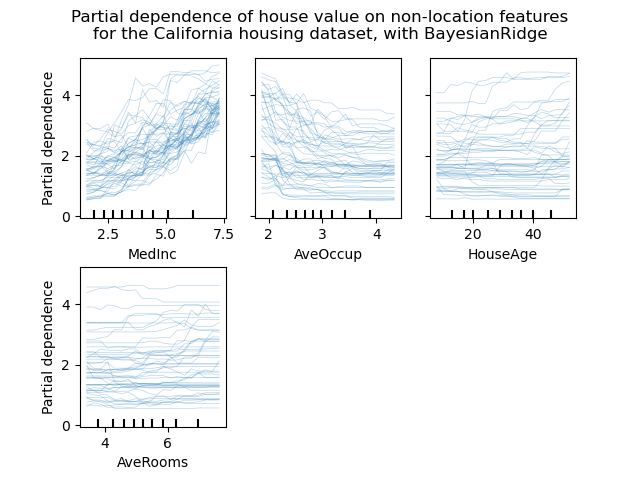 Partial dependence of house value on non-location features
for the California housing dataset, with BayesianRidge
Partial dependence
4
2
0
2.5 5.0 7.5
MedInc
2 3 4
AveOccup
20 40
HouseAge
Partial dependence
4
2
0
4 6
AveRooms